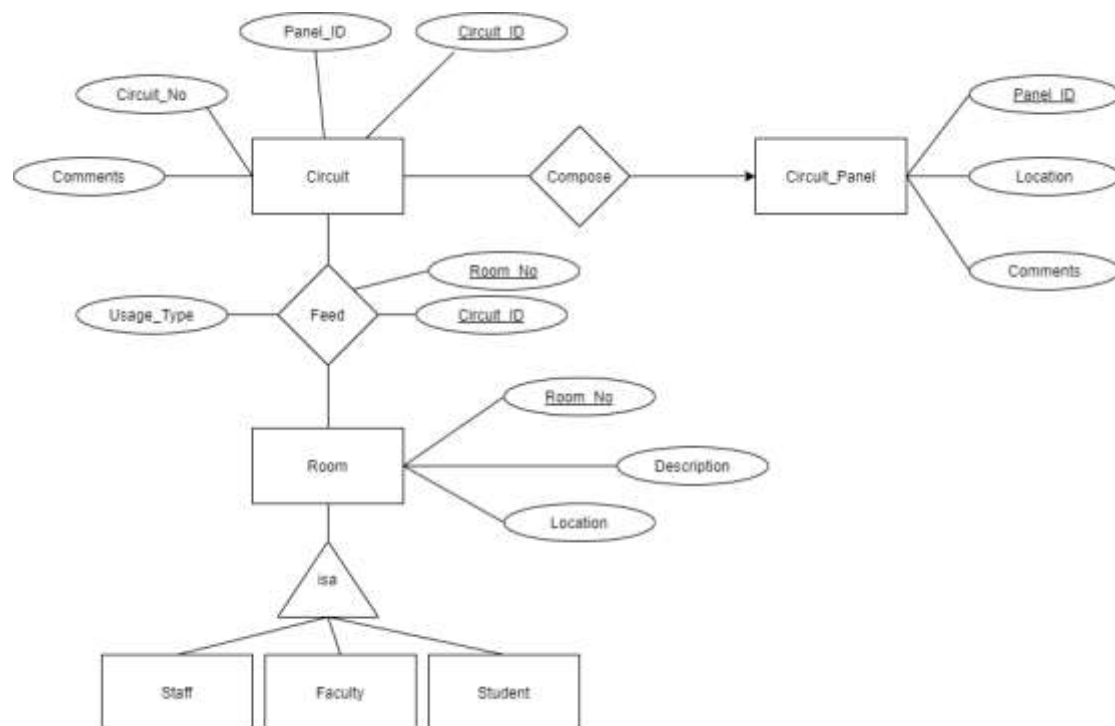 Panel_ID
Circuit_ID
Circuit_No
Panel_ID
Comments
Circuit
Compose
Circuit_Panel
Location
Room_No
Comments
Usage_Type
Feed
Circuit_ID
Room_No
Room
Description
Location
isa
Staff
Faculty
Student